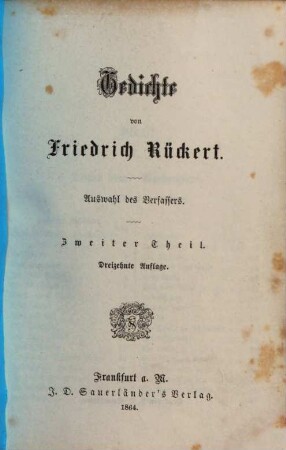 Gedichte
von
Friedrich Rückert.
Auswahl des Verfassers.
Zweiter Theil.
Dreizehnte Auflage.
Frankfurt a. M.
J. D. Sauerländer's Verlag.
1864.